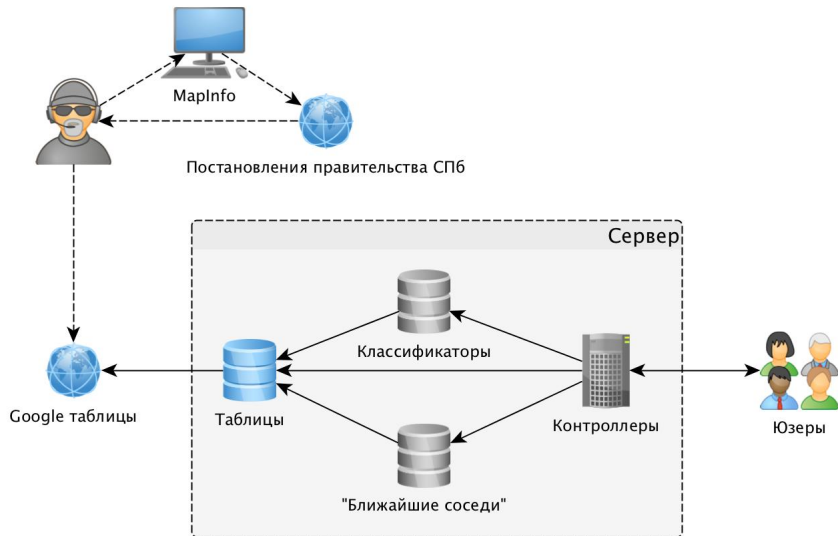 MapInfo
Постановления правительства СПб
Сервер
Классификаторы
Google таблицы
Таблицы
Контроллеры
Юзеры
"Ближайшие соседи"